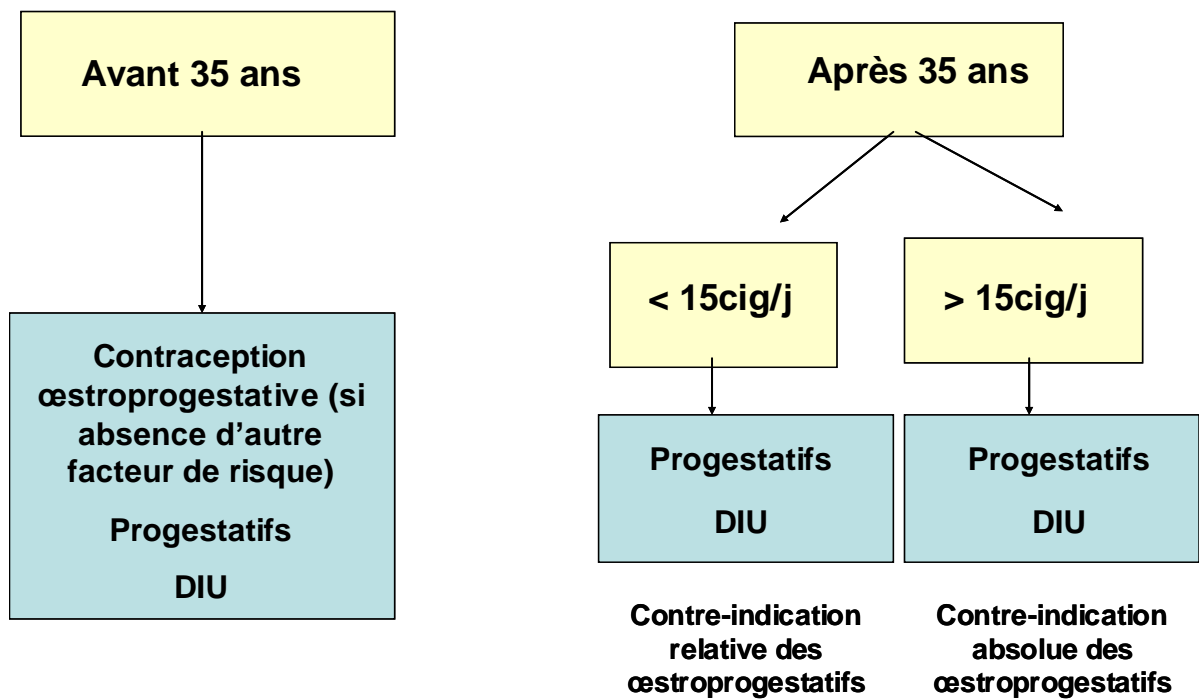 Avant 35 ans
Contraception
œstroprogestative (si
absence d’autre
facteur de risque)
Progestatifs
DIU
Après 35 ans
< 15cig/j
> 15cig/j
Progestatifs
DIU
Progestatifs
DIU
Contre-indication
relative des
œstroprogestatifs
Contre-indication
absolue des
œstroprogestatifs